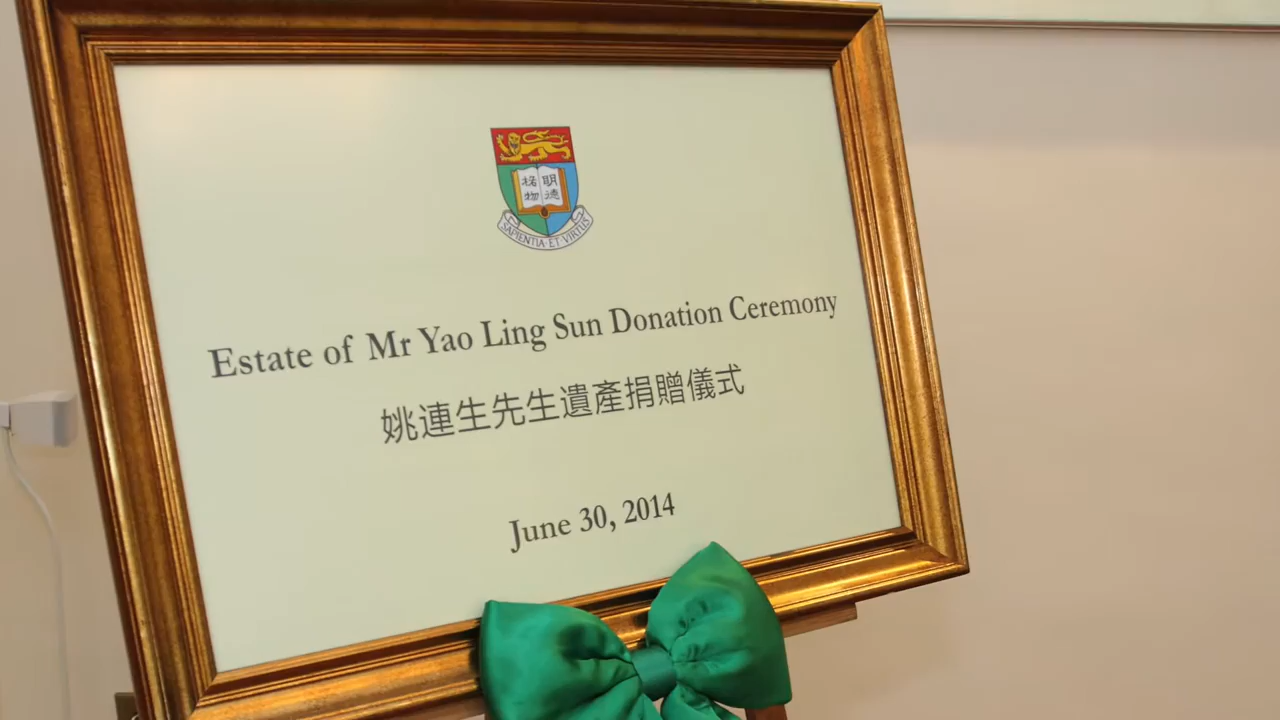 明德
格物
SAPIENTIA·ET·VIRTUS
Estate of Mr Yao Ling Sun Donation Ceremony
姚連生先生遺產捐贈儀式
June 30, 2014